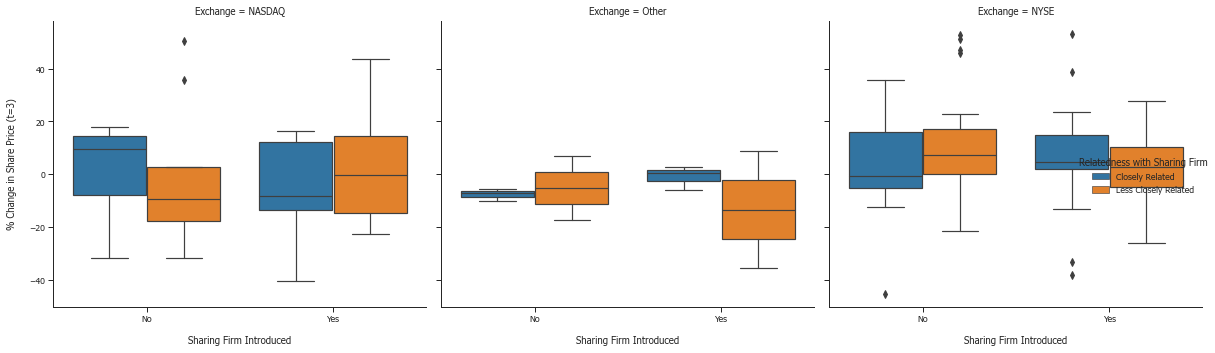 Exchange = NASDAQ
Exchange = Other
Exchange = NYSE
% Change in Share Price (t=3)
40
20
0
−20
−40
No
Yes
No
Yes
No
Yes
Sharing Firm Introduced
Sharing Firm Introduced
Sharing Firm Introduced
Relatedness with Sharing Firm
Closely Related
Less Closely Related